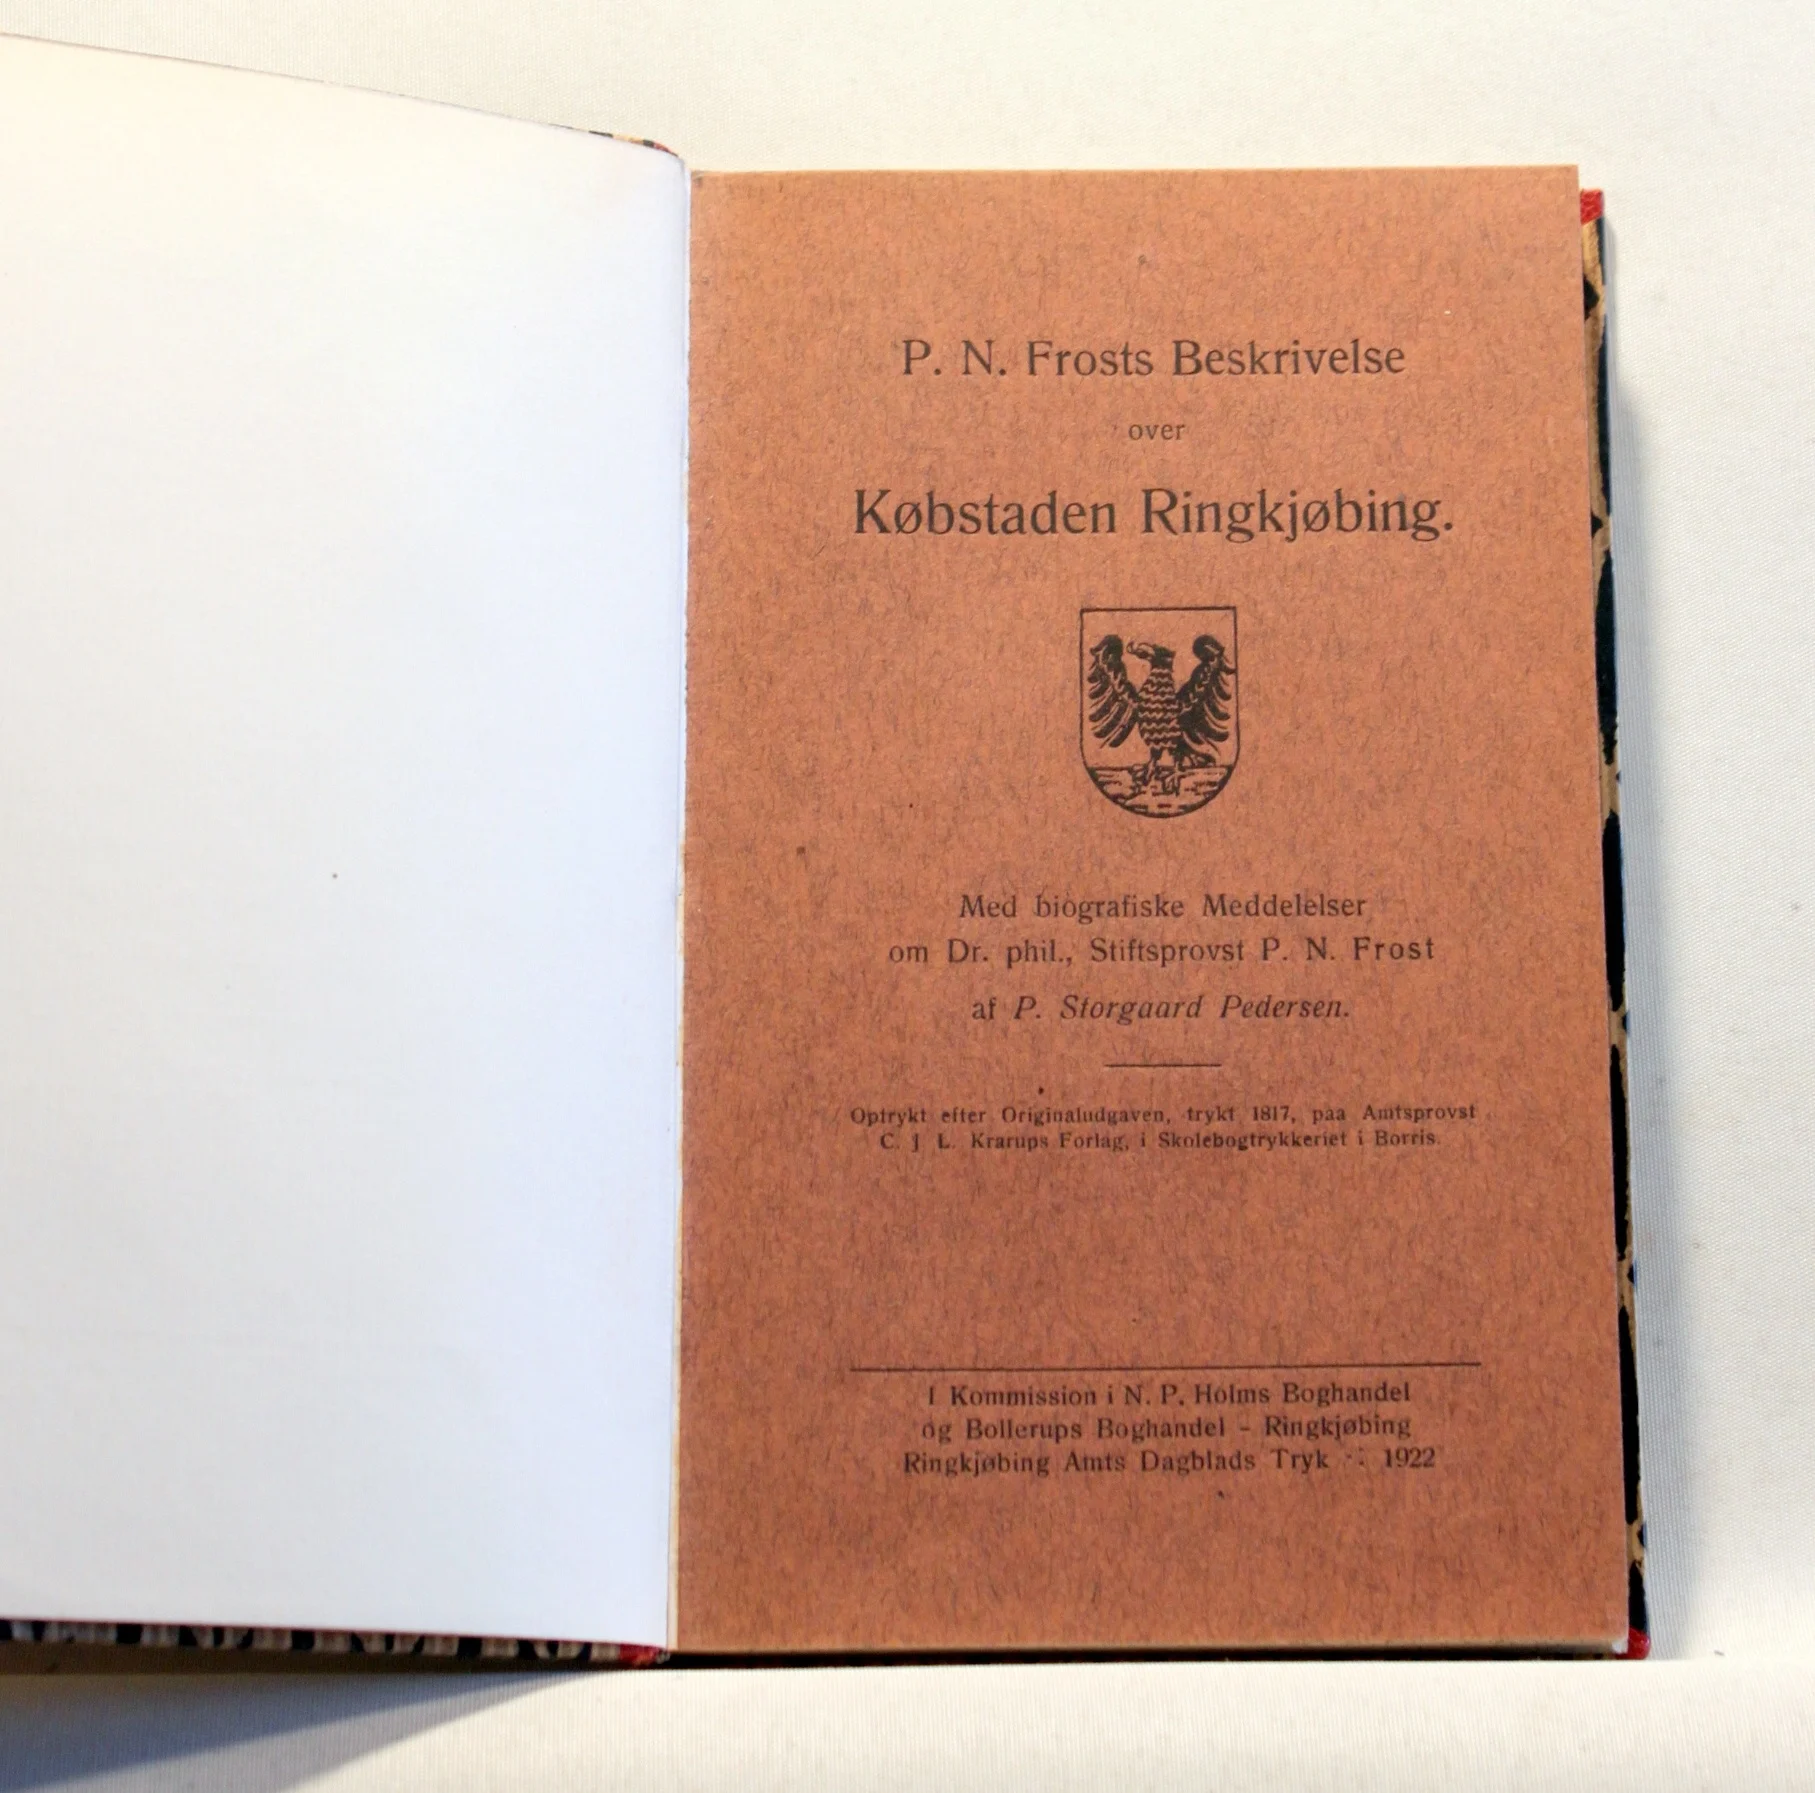 P. N. Frosts Beskrivelse
over
Købstaden Ringkjøbing.
Med biografiske Meddelelser
om Dr. phil., Stiftsprovst P. N. Frost
af P. Storgaard Pedersen.
Optrykt efter Originaludgaven, trykt 1817, paa Amtsprovst
C. J L. Krarups Forlag, i Skolebogtrykkeriet i Borris.
I Kommission i N. P. Holms Boghandel
og Bollerups Boghandel - Ringkjøbing
Ringkjøbing Amts Dagblads Tryk ∴ 1922